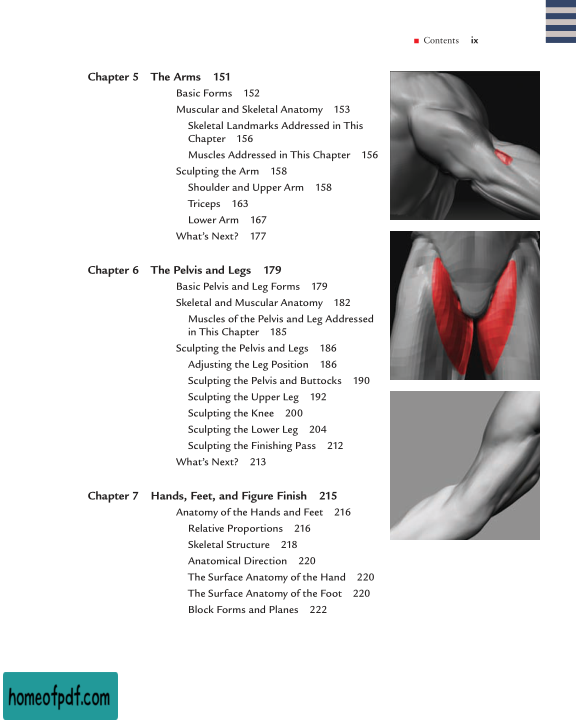 ■ Contents ix
Chapter 5 The Arms 151
Basic Forms 152
Muscular and Skeletal Anatomy 153
Skeletal Landmarks Addressed in This
Chapter 156
Muscles Addressed in This Chapter 156
Sculpting the Arm 158
Shoulder and Upper Arm 158
Triceps 163
Lower Arm 167
What's Next? 177
Chapter 6 The Pelvis and Legs 179
Basic Pelvis and Leg Forms 179
Skeletal and Muscular Anatomy 182
Muscles of the Pelvis and Leg Addressed
in This Chapter 185
Sculpting the Pelvis and Legs 186
Adjusting the Leg Position 186
Sculpting the Pelvis and Buttocks 190
Sculpting the Upper Leg 192
Sculpting the Knee 200
Sculpting the Lower Leg 204
Sculpting the Finishing Pass 212
What's Next? 213
Chapter 7 Hands, Feet, and Figure Finish 215
Anatomy of the Hands and Feet 216
Relative Proportions 216
Skeletal Structure 218
Anatomical Direction 220
The Surface Anatomy of the Hand 220
The Surface Anatomy of the Foot 220
Block Forms and Planes 222
homeofpdf.com